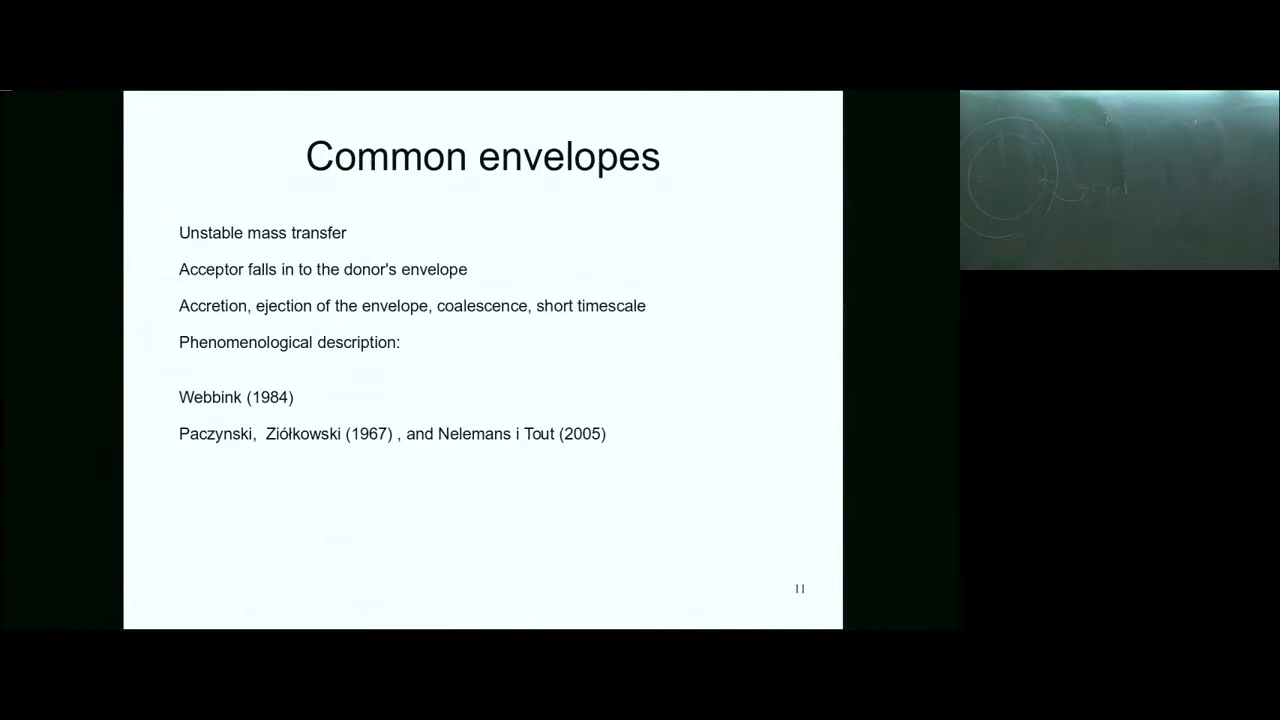 Common envelopes
Unstable mass transfer
Acceptor falls in to the donor's envelope
Accretion, ejection of the envelope, coalescence, short timescale
Phenomenological description:
Webbink (1984)
Paczynski,  Ziółkowski (1967) , and Nelemans i Tout (2005)
11